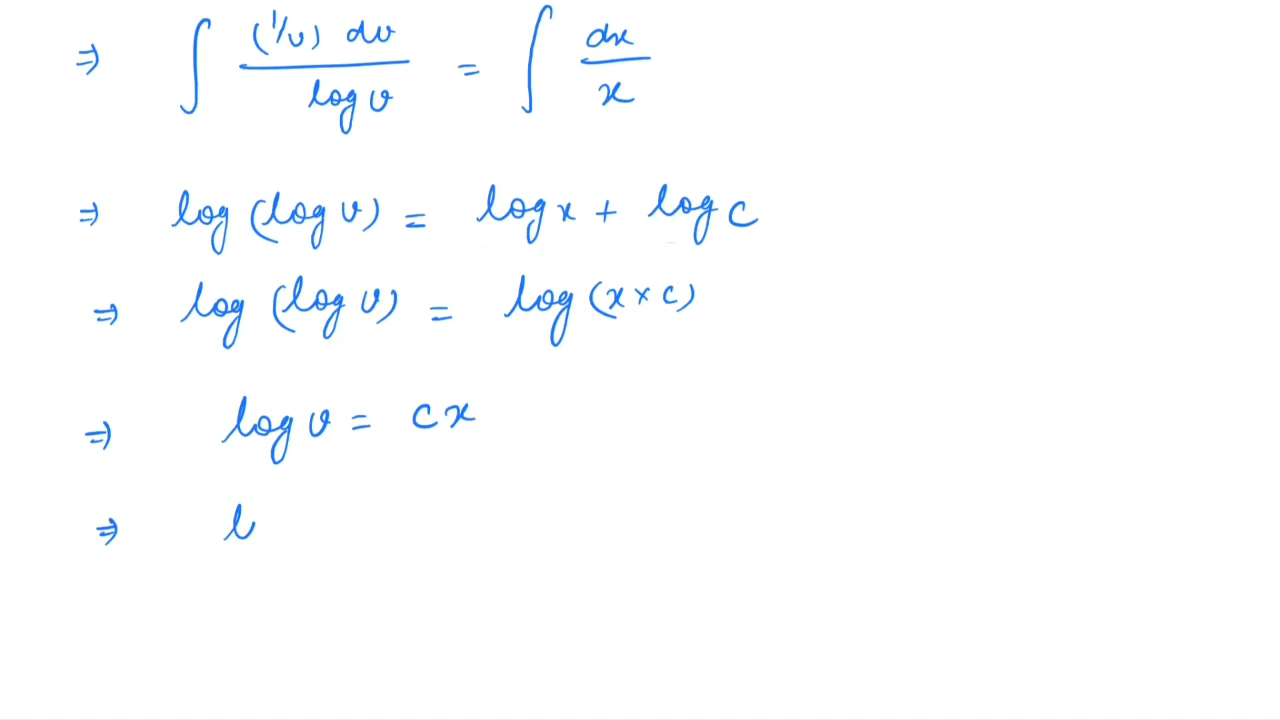 ⇒ ∫ (1/v) dv / log v = ∫ dx / x
⇒ log (log v) = log x + log c
⇒ log (log v) = log (x × c)
⇒ log v = cx
⇒ l